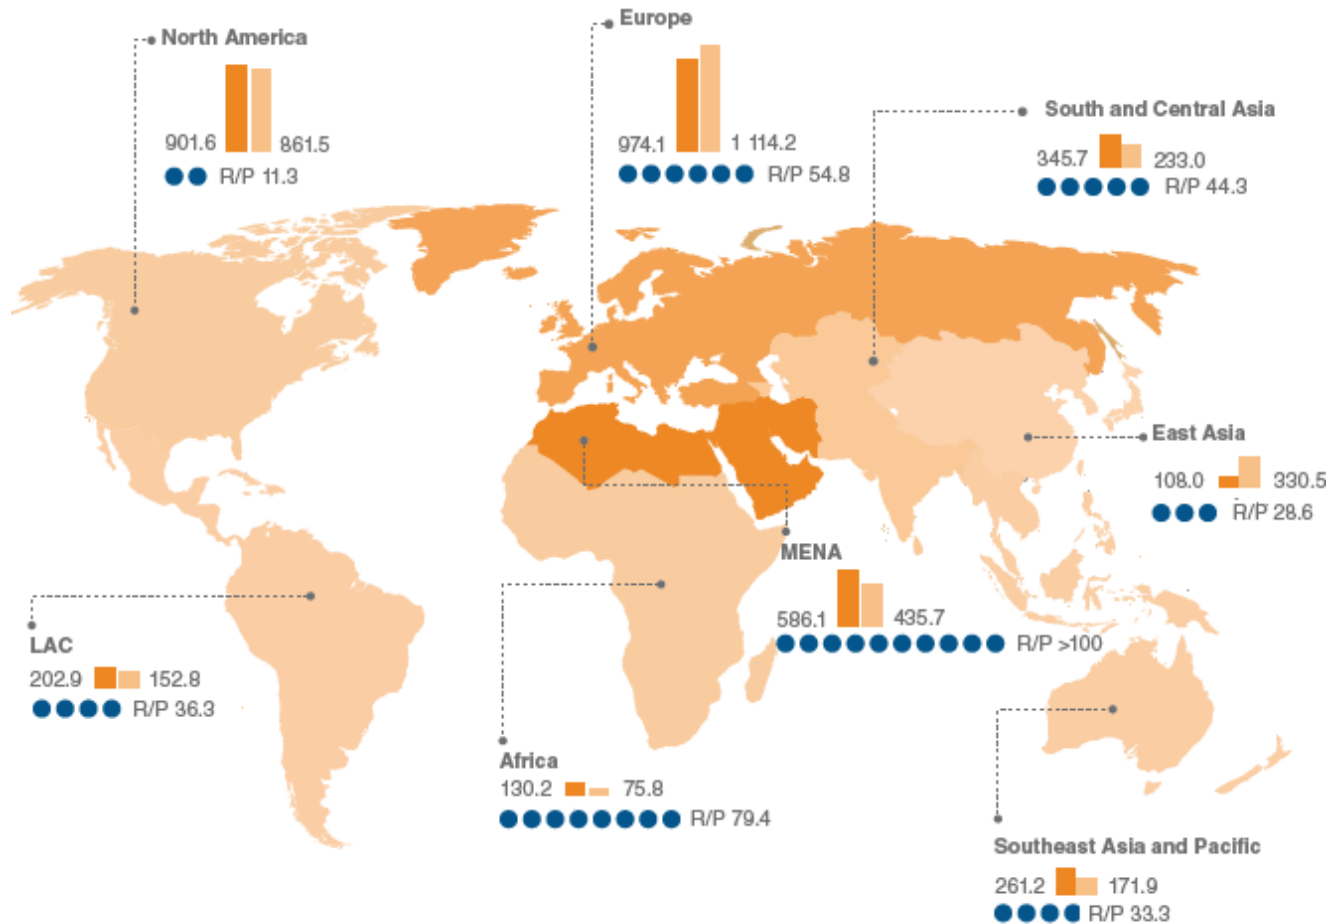 North America
901.6 861.5
R/P 11.3
Europe
974.1 1 114.2
R/P 54.8
South and Central Asia
345.7 233.0
R/P 44.3
East Asia
108.0 330.5
R/P 28.6
MENA
586.1 435.7
R/P >100
LAC
202.9 152.8
R/P 36.3
Africa
130.2 75.8
R/P 79.4
Southeast Asia and Pacific
261.2 171.9
R/P 33.3